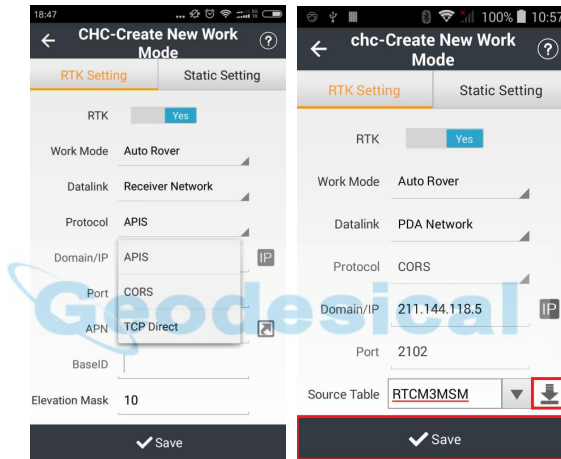 18:47
CHC-Create New Work
Mode
?
RTK Setting
Static Setting
RTK
Yes
Work Mode
Auto Rover
Datalink
Receiver Network
Protocol
APIS
Domain/IP
APIS
IP
Port
CORS
APN
TCP Direct
BaseID
Elevation Mask
10
Save
100%
10:57
chc-Create New Work
Mode
?
RTK Setting
Static Setting
RTK
Yes
Work Mode
Auto Rover
Datalink
PDA Network
Protocol
CORS
Domain/IP
211.144.118.5
IP
Port
2102
Source Table
RTCM3MSM
Save
Geodesical